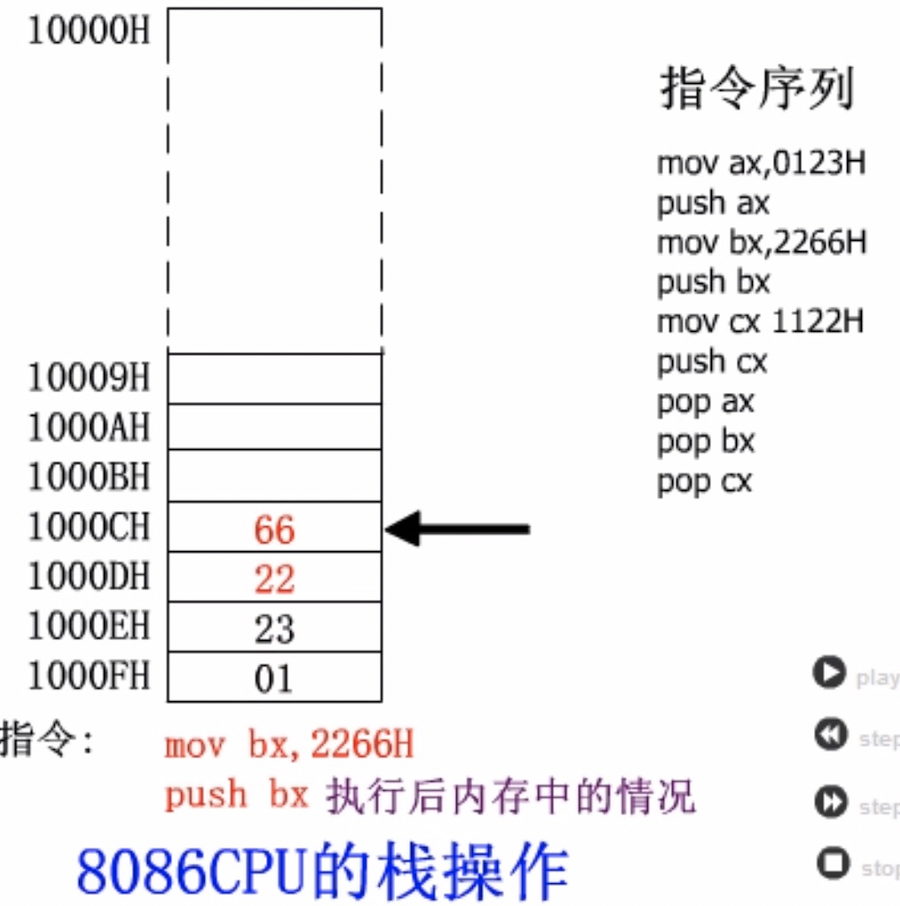 10000H
指令序列
mov ax,0123H
push ax
mov bx,2266H
push bx
mov cx 1122H
push cx
pop ax
pop bx
pop cx
10009H
1000AH
1000BH
1000CH 66
1000DH 22
1000EH 23
1000FH 01
play
step
step
stop
指令: mov bx,2266H
push bx 执行后内存中的情况
8086CPU的栈操作